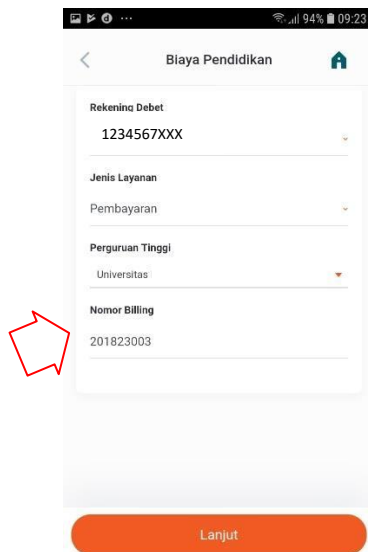 94% 09:23
Biaya Pendidikan
Rekening Debet
1234567XXX
Jenis Layanan
Pembayaran
Perguruan Tinggi
Universitas
Nomor Billing
201823003
Lanjut